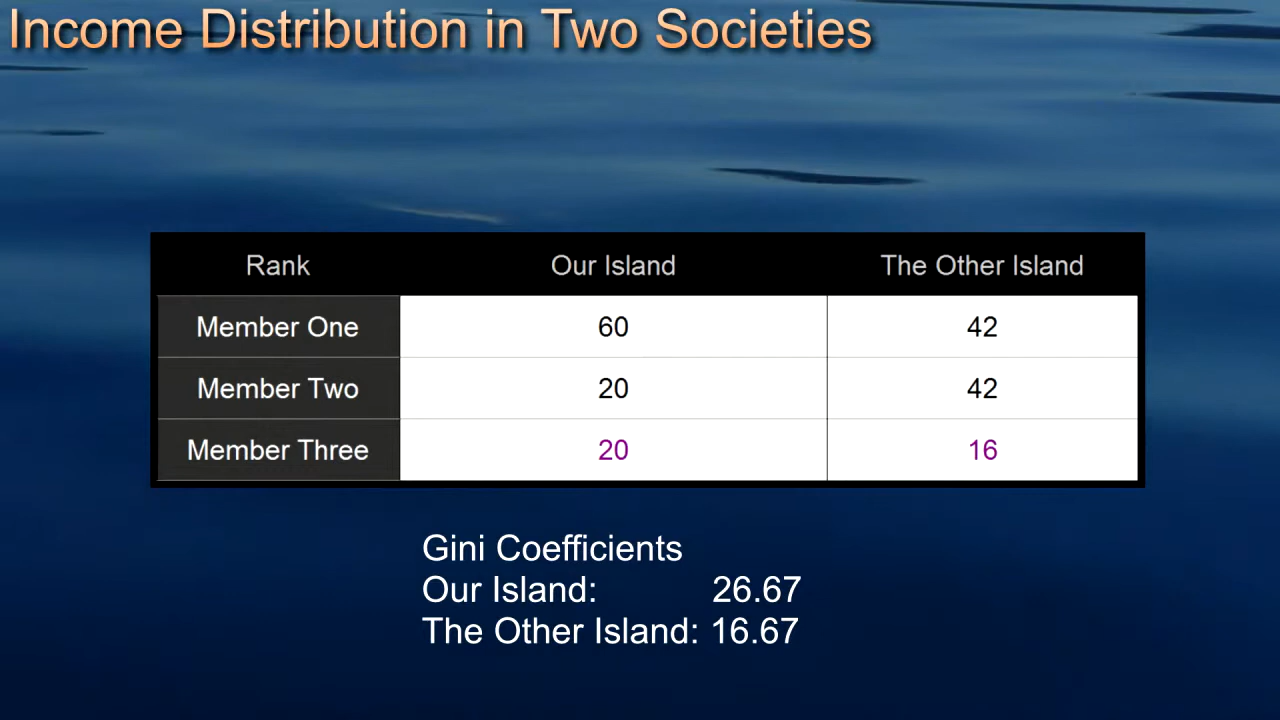 Income Distribution in Two Societies
Rank Our Island The Other Island
Member One 60 42
Member Two 20 42
Member Three 20 16
Gini Coefficients
Our Island: 26.67
The Other Island: 16.67